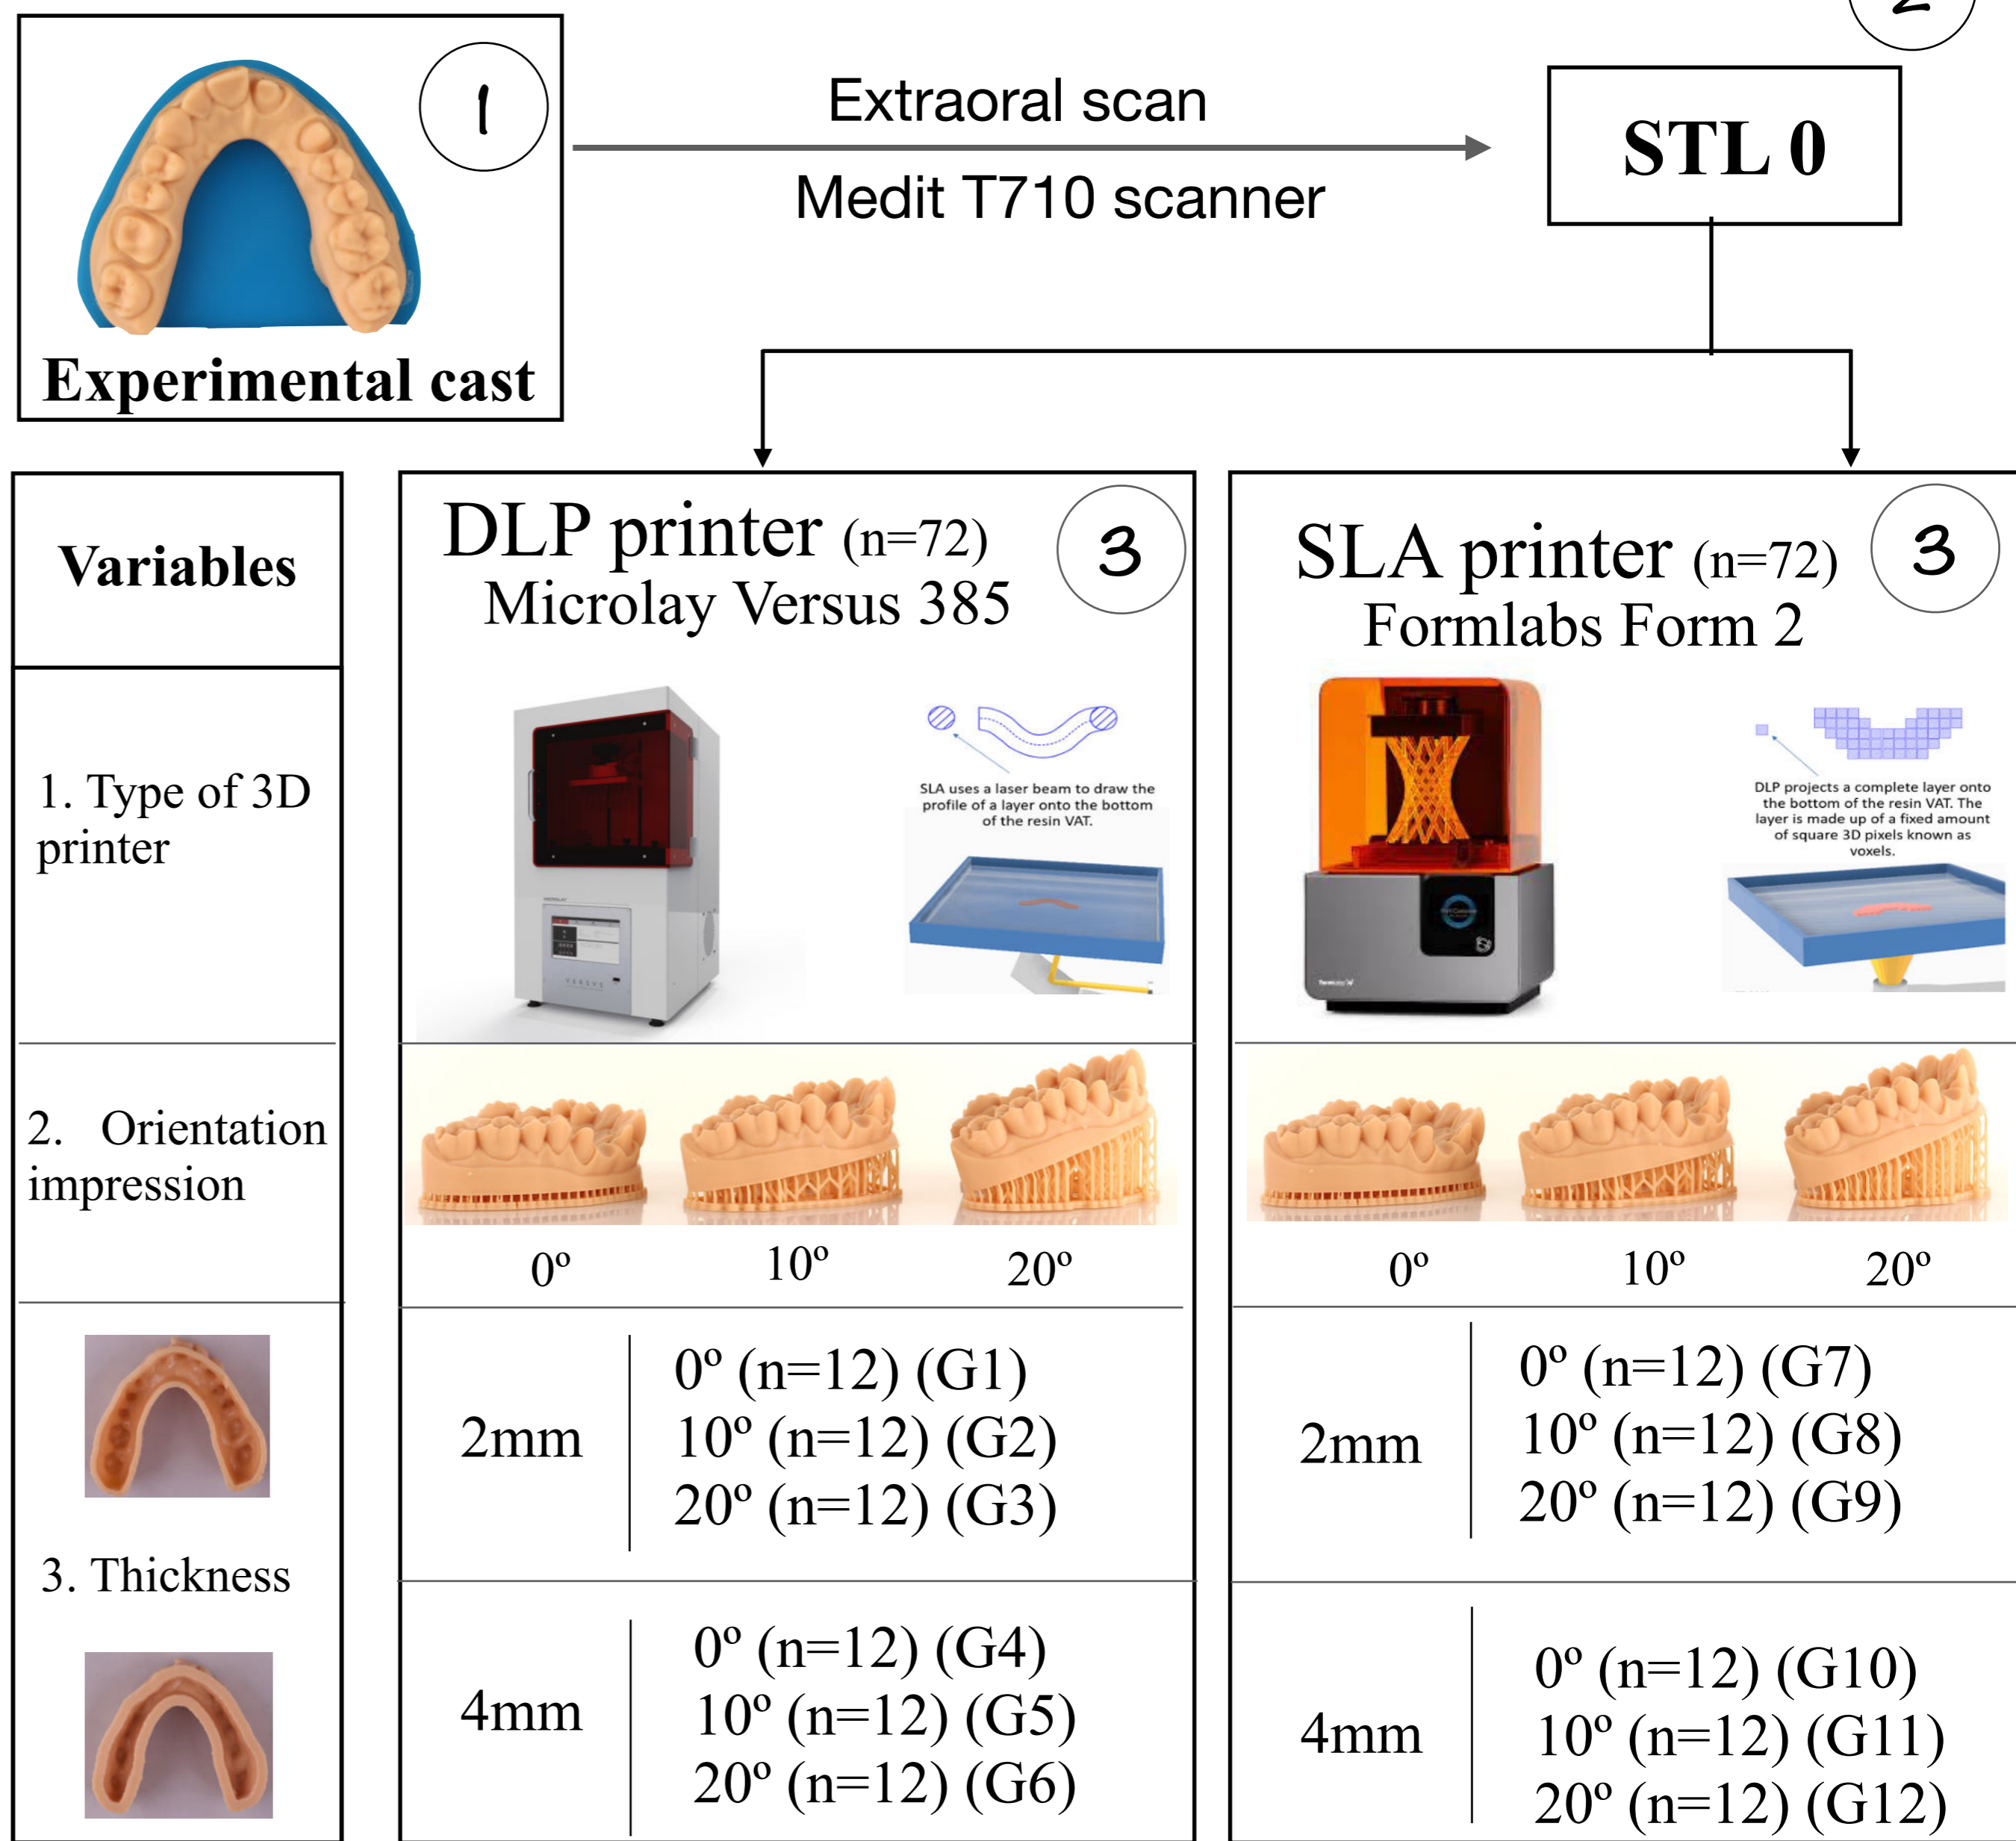 2
1
Extraoral scan
Medit T710 scanner
STL 0
Experimental cast
Variables
1. Type of 3D
printer
2. Orientation
impression
3. Thickness
DLP printer (n=72)
3
Microlay Versus 385
SLA uses a laser beam to draw the
profile of a layer onto the bottom
of the resin VAT.
VERSUS
0º 10º 20º
2mm
0º (n=12) (G1)
10º (n=12) (G2)
20º (n=12) (G3)
4mm
0º (n=12) (G4)
10º (n=12) (G5)
20º (n=12) (G6)
SLA printer (n=72)
3
Formlabs Form 2
DLP projects a complete layer onto
the bottom of the resin VAT. The
layer is made up of a fixed amount
of square 3D pixels known as
voxels.
0º 10º 20º
2mm
0º (n=12) (G7)
10º (n=12) (G8)
20º (n=12) (G9)
4mm
0º (n=12) (G10)
10º (n=12) (G11)
20º (n=12) (G12)